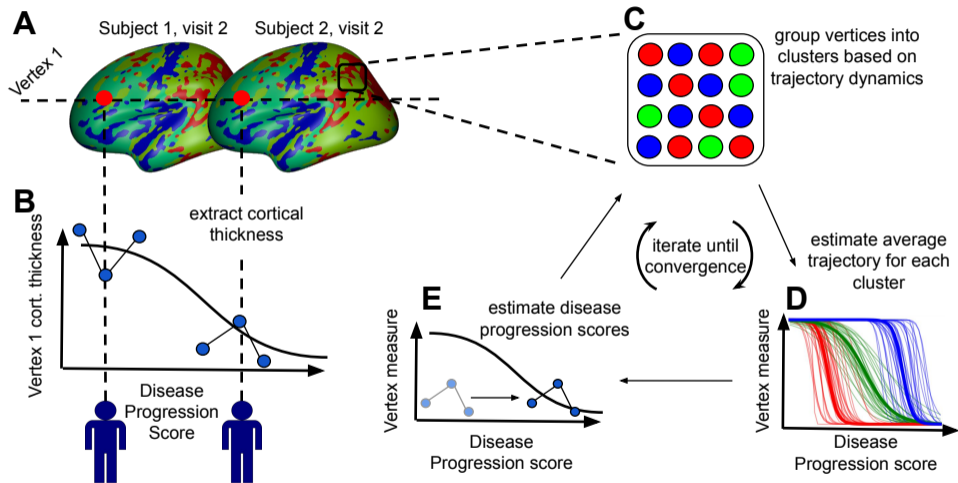 A
Subject 1, visit 2
Subject 2, visit 2
Vertex 1
C
group vertices into
clusters based on
trajectory dynamics
B
extract cortical
thickness
Vertex 1 cort. thickness
Disease
Progression
Score
iterate until
convergence
estimate average
trajectory for each
cluster
E
estimate disease
progression scores
Vertex measure
Disease
Progression score
D
Vertex measure
Disease
Progression score